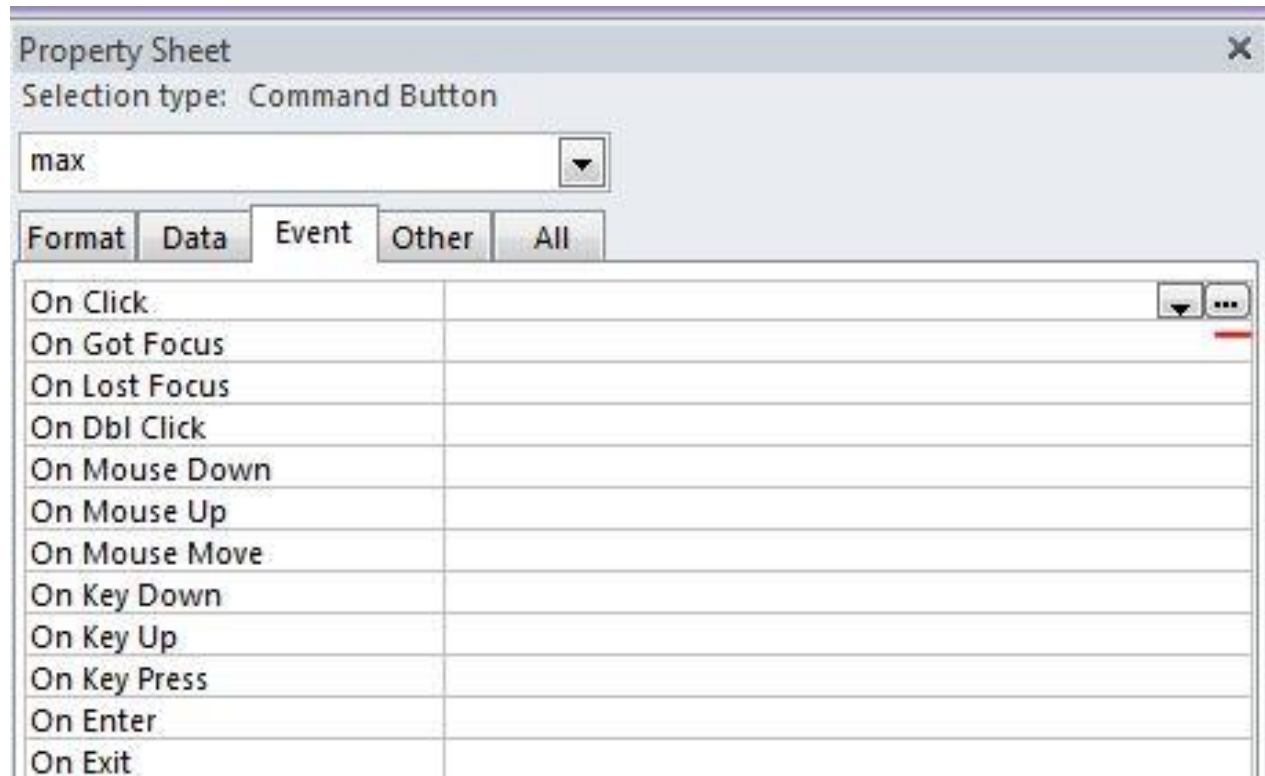 Property Sheet
Selection type: Command Button
max
Format Data Event Other All
On Click
On Got Focus
On Lost Focus
On Dbl Click
On Mouse Down
On Mouse Up
On Mouse Move
On Key Down
On Key Up
On Key Press
On Enter
On Exit